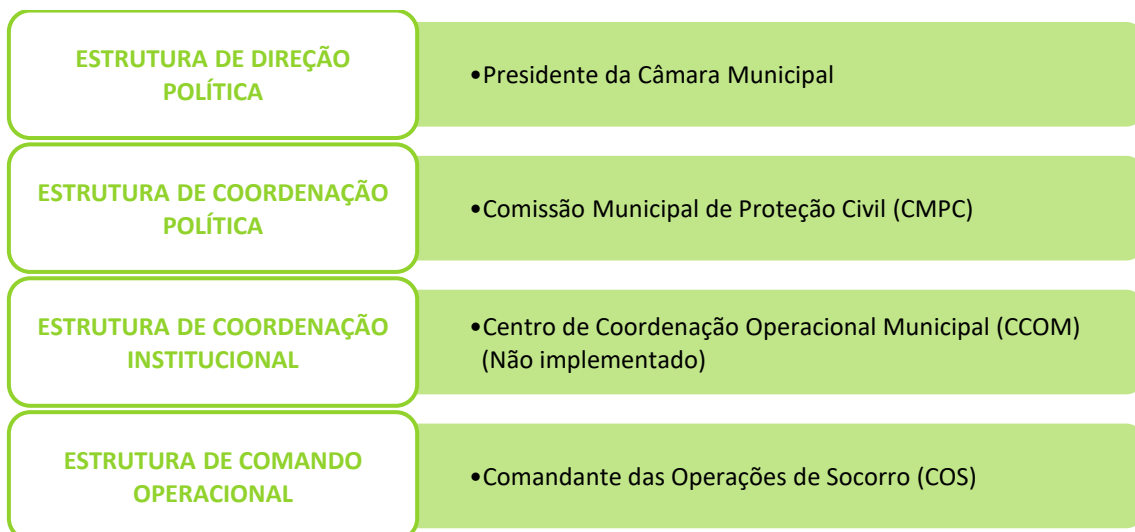 ESTRUTURA DE DIREÇÃO
POLÍTICA
•Presidente da Câmara Municipal
ESTRUTURA DE COORDENAÇÃO
POLÍTICA
•Comissão Municipal de Proteção Civil (CMPC)
ESTRUTURA DE COORDENAÇÃO
INSTITUCIONAL
•Centro de Coordenação Operacional Municipal (CCOM)
(Não implementado)
ESTRUTURA DE COMANDO
OPERACIONAL
•Comandante das Operações de Socorro (COS)